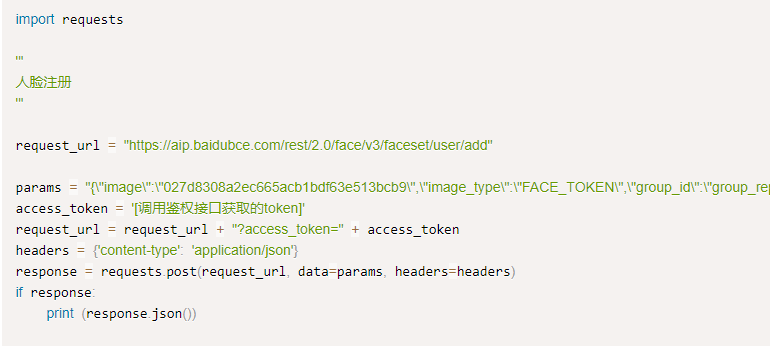 import requests
'''
人脸注册
'''
request_url = "https://aip.baidubce.com/rest/2.0/face/v3/faceset/user/add"
params = "{\"image\":\"027d8308a2ec665acb1bdf63e513bcb9\",\"image_type\":\"FACE_TOKEN\",\"group_id\":\"group_rep
access_token = '[调用鉴权接口获取的token]'
request_url = request_url + "?access_token=" + access_token
headers = {'content-type': 'application/json'}
response = requests.post(request_url, data=params, headers=headers)
if response:
    print (response.json())